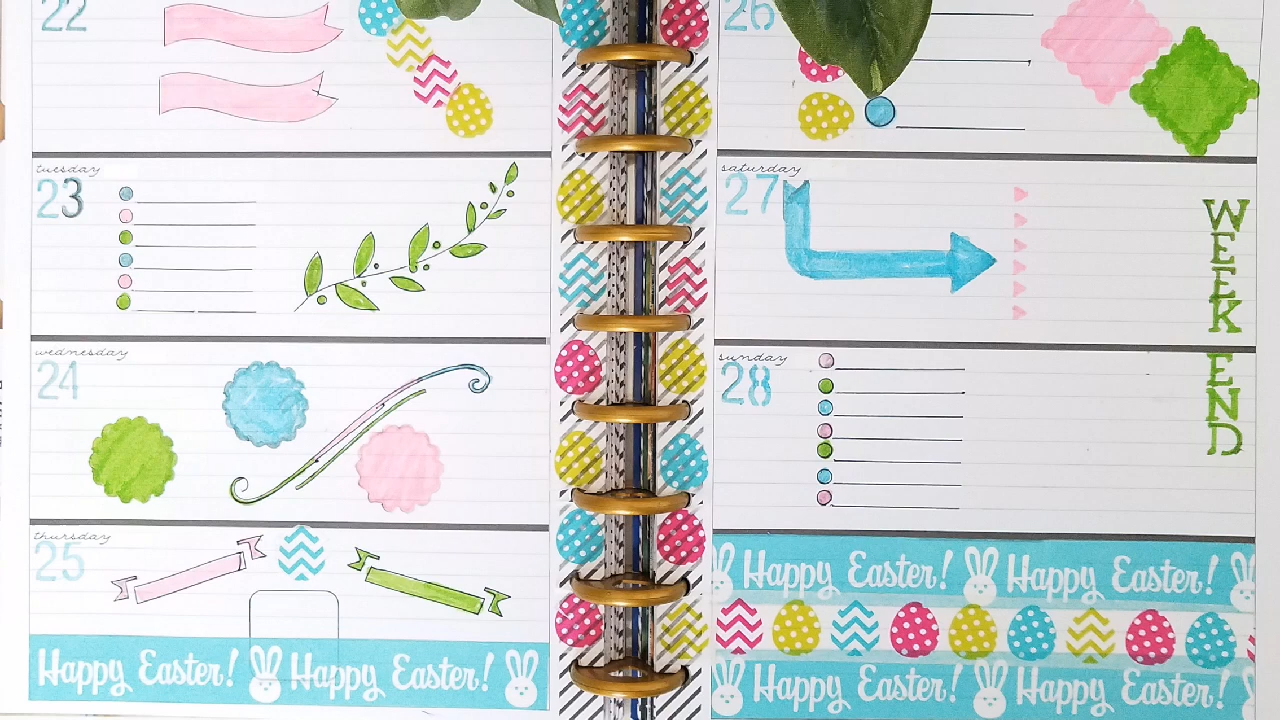 22
tuesday
23
wednesday
24
thursday
25
Happy Easter! Happy Easter!
26
saturday
27
WEEK
END
sunday
28
Happy Easter! Happy Easter!
Happy Easter! Happy Easter!